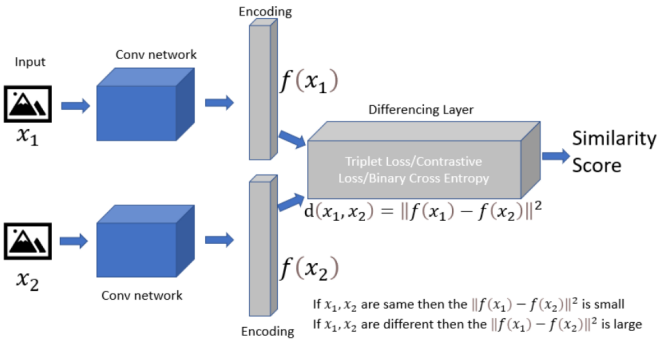 Encoding
Conv network
Input
f(x₁)
x₁
Differencing Layer
Triplet Loss/Contrastive
Loss/Binary Cross Entropy
Similarity
Score
d(x₁, x₂) = ‖f(x₁) − f(x₂)‖²
x₂
f(x₂)
Conv network
Encoding
If x₁, x₂ are same then the ‖f(x₁) − f(x₂)‖² is small
If x₁, x₂ are different then the ‖f(x₁) − f(x₂)‖² is large